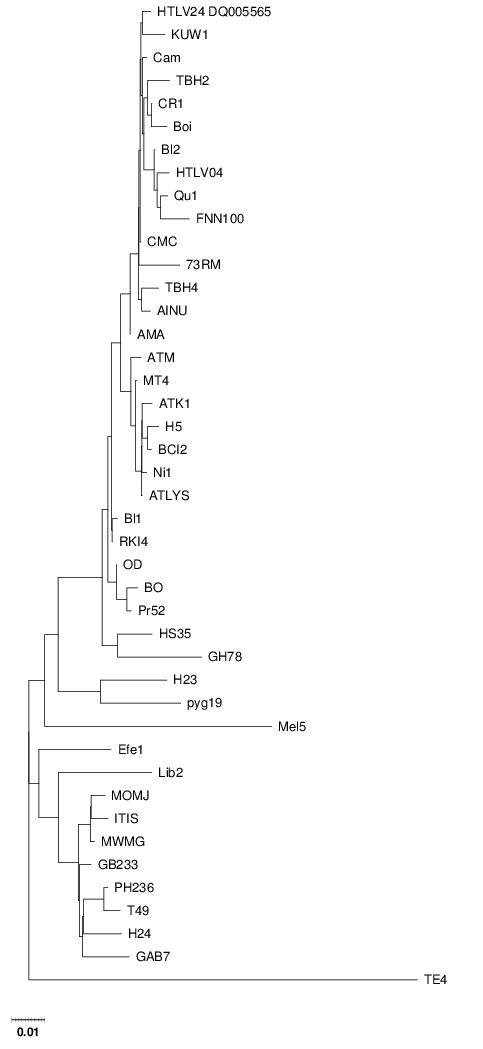 HTLV24 DQ005565
KUW1
Cam
TBH2
CR1
Boi
BI2
HTLV04
Qu1
FNN100
CMC
73RM
TBH4
AINU
AMA
ATM
MT4
ATK1
H5
BCI2
Ni1
ATLYS
BI1
RKI4
OD
BO
Pr52
HS35
GH78
H23
pyg19
Mel5
Efe1
Lib2
MOMJ
ITIS
MWMG
GB233
PH236
T49
H24
GAB7
TE4
0.01